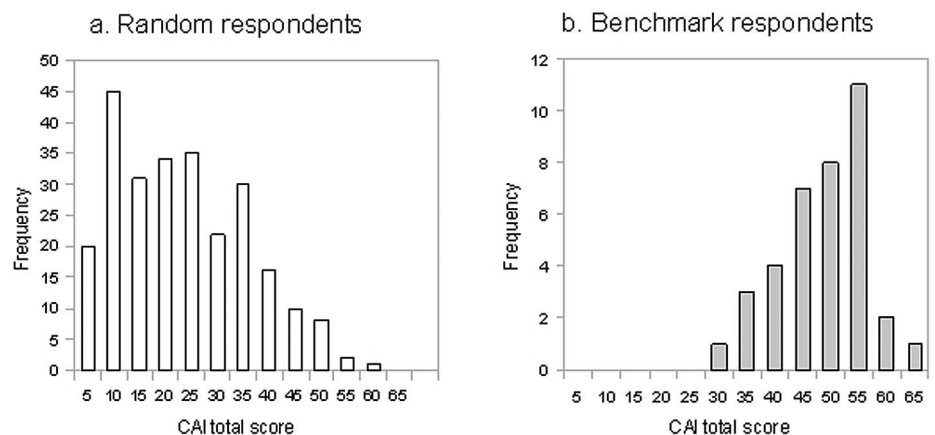 a. Random respondents
50
45
40
35
30
25
20
15
10
5
0
Frequency
5 10 15 20 25 30 35 40 45 50 55 60 65
CAI total score
b. Benchmark respondents
12
10
8
6
4
2
0
Frequency
5 10 15 20 25 30 35 40 45 50 55 60 65
CAI total score